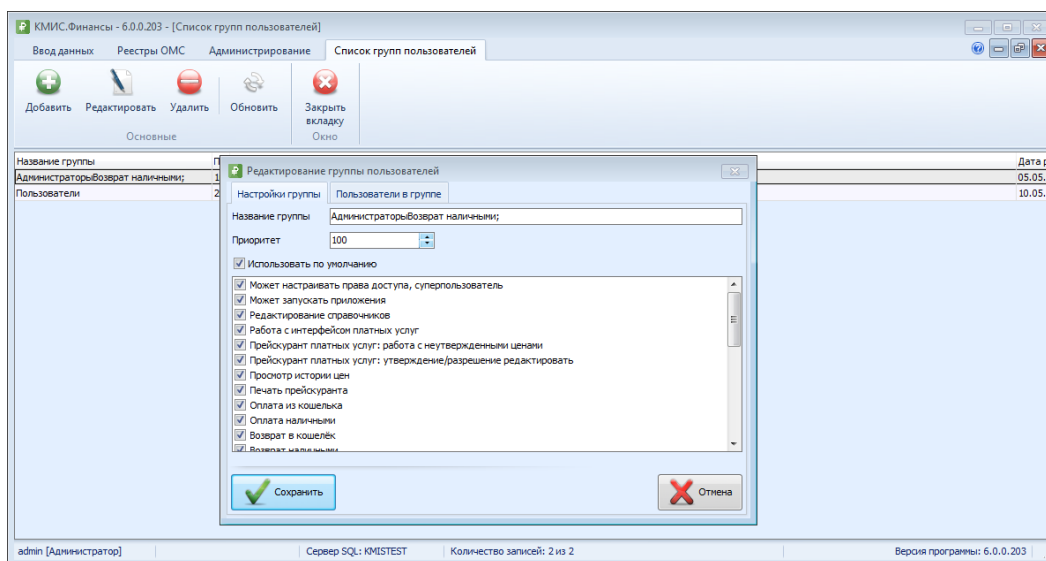 КМИС.Финансы - 6.0.0.203 - [Список групп пользователей]
Ввод данных Реестры ОМС Администрирование Список групп пользователей
Добавить Редактировать Удалить Обновить Закрыть вкладку
Основные Окно
Название группы П Дата р
АдминистраторыВозврат наличными; 1 05.05.
Пользователи 2 10.05.
Редактирование группы пользователей
Настройки группы Пользователи в группе
Название группы АдминистраторыВозврат наличными;
Приоритет 100
Использовать по умолчанию
Может настраивать права доступа, суперпользователь
Может запускать приложения
Редактирование справочников
Работа с интерфейсом платных услуг
Прейскурант платных услуг: работа с неутвержденными ценами
Прейскурант платных услуг: утверждение/разрешение редактировать
Просмотр истории цен
Печать прейскуранта
Оплата из кошелька
Оплата наличными
Возврат в кошелёк
Возврат наличными
Сохранить Отмена
admin [Администратор] Сервер SQL: KMISTEST Количество записей: 2 из 2 Версия программы: 6.0.0.203